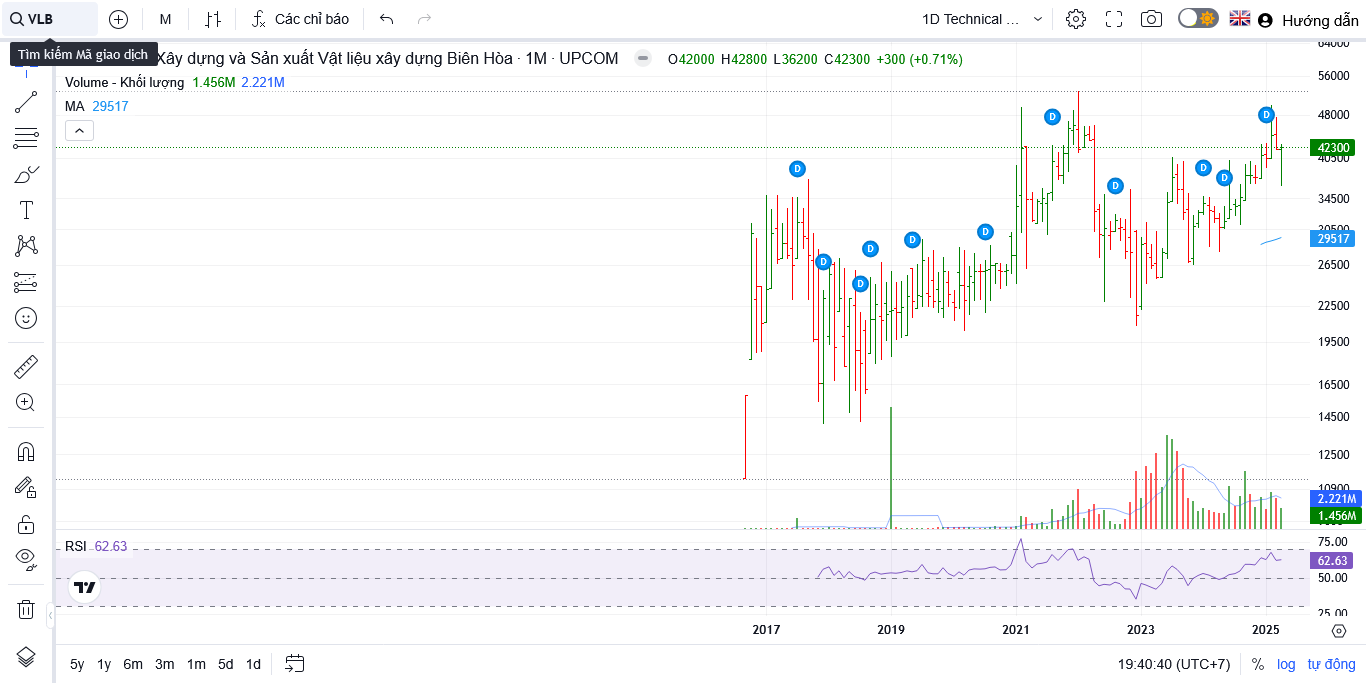 VLB
M
Các chỉ báo
1D Technical ...
Hướng dẫn
Tìm kiếm Mã giao dịch
Xây dựng và Sản xuất Vật liệu xây dựng Biên Hòa · 1M · UPCOM
O42000 H42800 L36200 C42300 +300 (+0.71%)
Volume - Khối lượng 1.456M 2.221M
MA 29517
64000
56000
48000
42300
40500
34500
30500
29517
26500
22500
19500
16500
14500
12500
10900
2.221M
1.456M
D
D
D
D
D
D
D
D
D
D
D
RSI 62.63
75.00
62.63
50.00
25.00
2017 2019 2021 2023 2025
5y 1y 6m 3m 1m 5d 1d
19:40:40 (UTC+7)
% log tự động